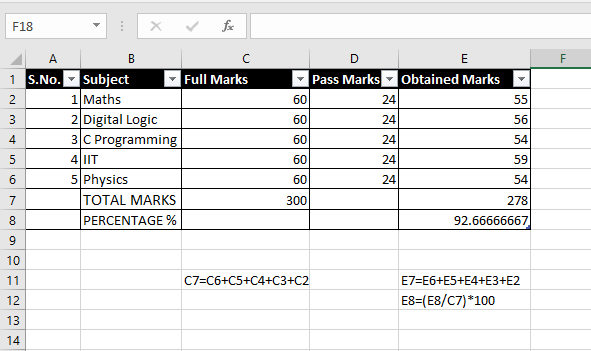 F18 fx
A B C D E F
1 S.No. Subject Full Marks Pass Marks Obtained Marks
2 1 Maths 60 24 55
3 2 Digital Logic 60 24 56
4 3 C Programming 60 24 54
5 4 IIT 60 24 59
6 5 Physics 60 24 54
7 TOTAL MARKS 300 278
8 PERCENTAGE % 92.66666667
9
10
11 C7=C6+C5+C4+C3+C2 E7=E6+E5+E4+E3+E2
12 E8=(E8/C7)*100
13
14